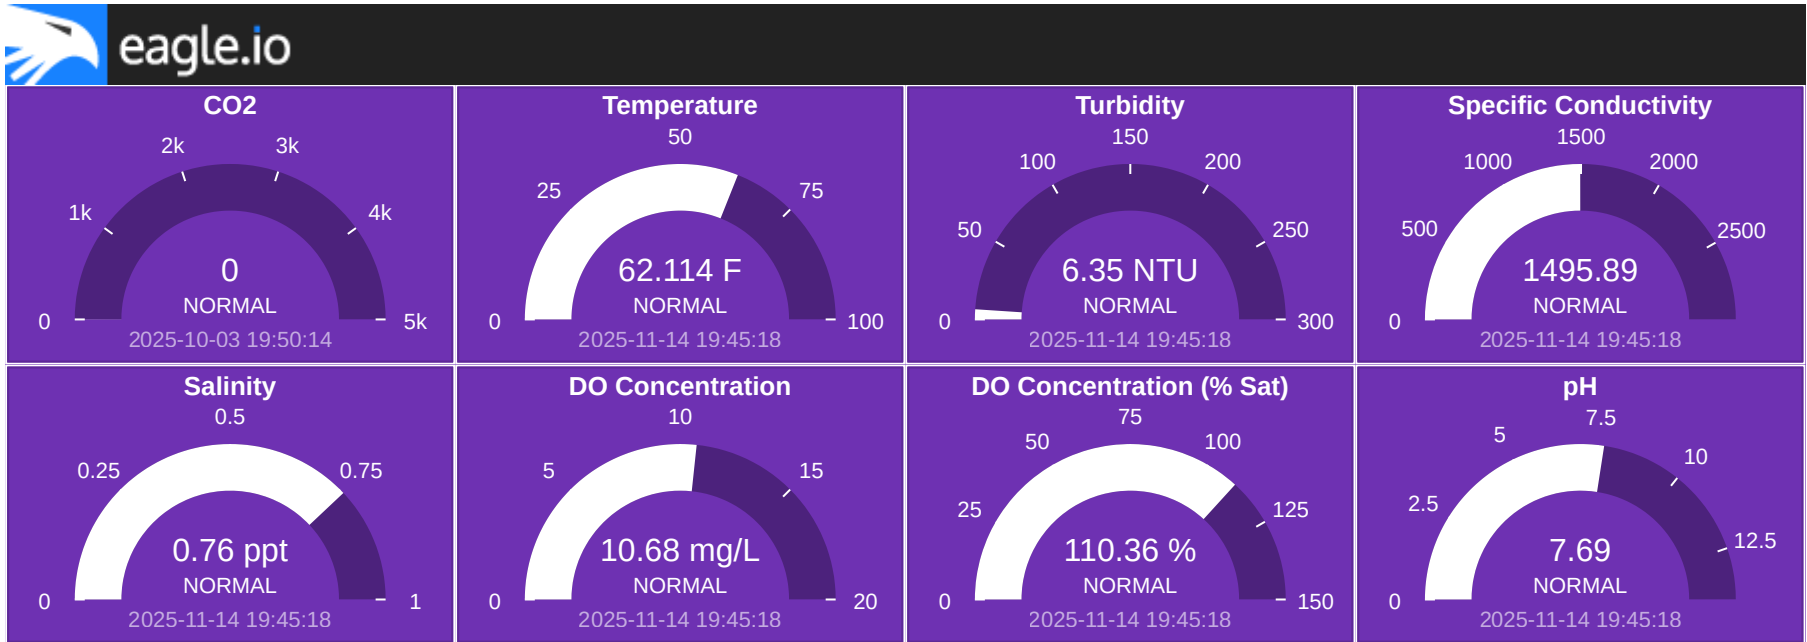 eagle.io
CO2
0
1k
2k
3k
4k
5k
0
NORMAL
2025-10-03 19:50:14
Temperature
0
25
50
75
100
62.114 F
NORMAL
2025-11-14 19:45:18
Turbidity
0
50
100
150
200
250
300
6.35 NTU
NORMAL
2025-11-14 19:45:18
Specific Conductivity
0
500
1000
1500
2000
2500
1495.89
NORMAL
2025-11-14 19:45:18
Salinity
0
0.25
0.5
0.75
1
0.76 ppt
NORMAL
2025-11-14 19:45:18
DO Concentration
0
5
10
15
20
10.68 mg/L
NORMAL
2025-11-14 19:45:18
DO Concentration (% Sat)
0
25
50
75
100
125
150
110.36 %
NORMAL
2025-11-14 19:45:18
pH
0
2.5
5
7.5
10
12.5
7.69
NORMAL
2025-11-14 19:45:18